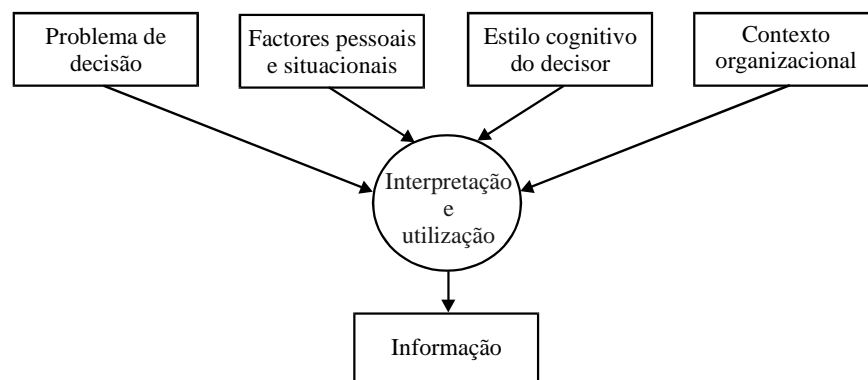 Problema de
decisão
Factores pessoais
e situacionais
Estilo cognitivo
do decisor
Contexto
organizacional
Interpretação
e
utilização
Informação